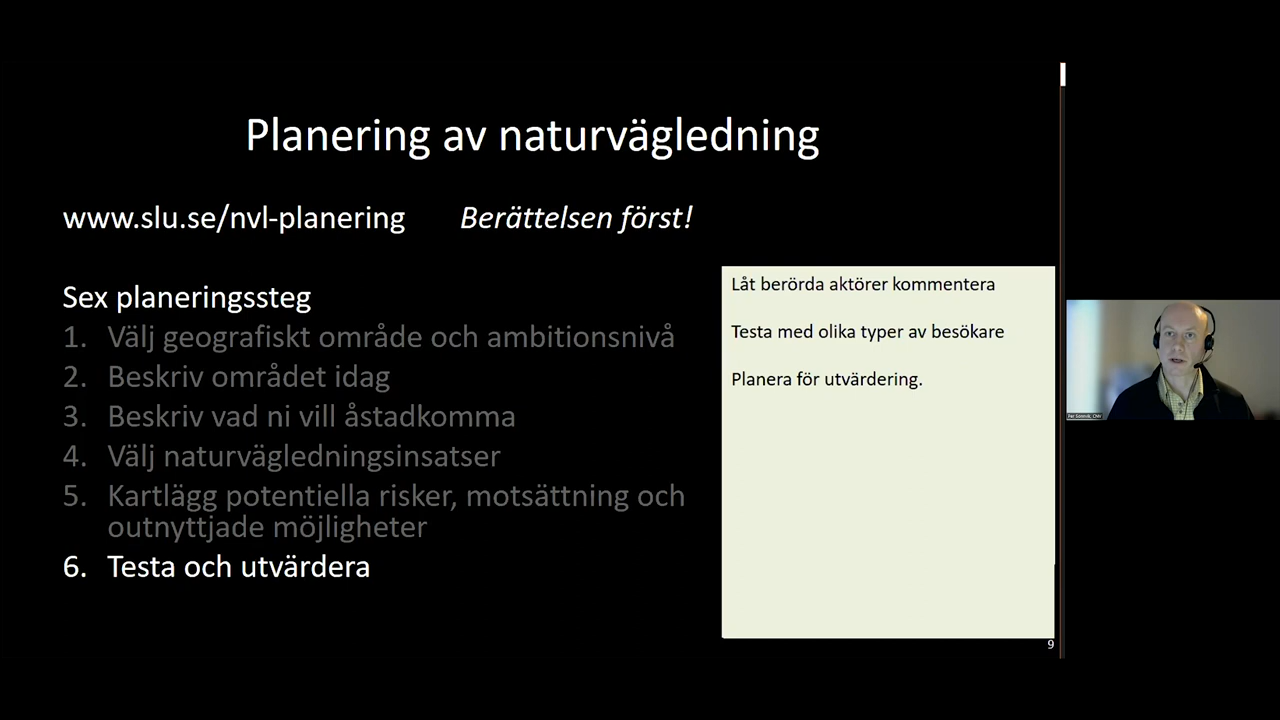 Planering av naturvägledning
www.slu.se/nvl-planering Berättelsen först!
Sex planeringssteg
1. Välj geografiskt område och ambitionsnivå
2. Beskriv området idag
3. Beskriv vad ni vill åstadkomma
4. Välj naturvägledningsinsatser
5. Kartlägg potentiella risker, motsättning och
outnyttjade möjligheter
6. Testa och utvärdera
Låt berörda aktörer kommentera
Testa med olika typer av besökare
Planera för utvärdering.
9